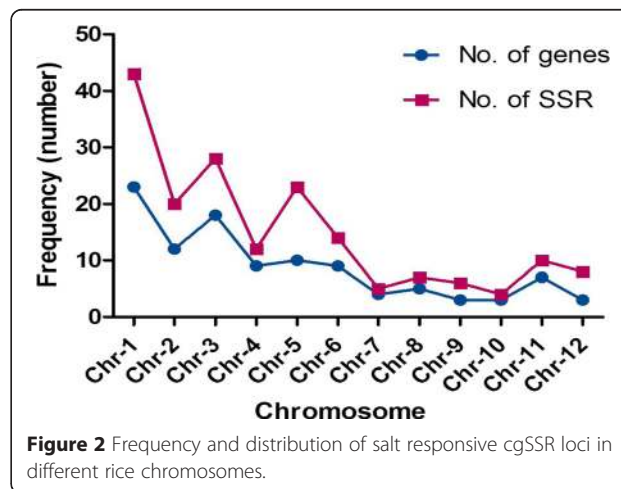 50
40
30
20
10
0
Frequency (number)
No. of genes
No. of SSR
Chr-1
Chr-2
Chr-3
Chr-4
Chr-5
Chr-6
Chr-7
Chr-8
Chr-9
Chr-10
Chr-11
Chr-12
Chromosome
Figure 2 Frequency and distribution of salt responsive cgSSR loci in
different rice chromosomes.